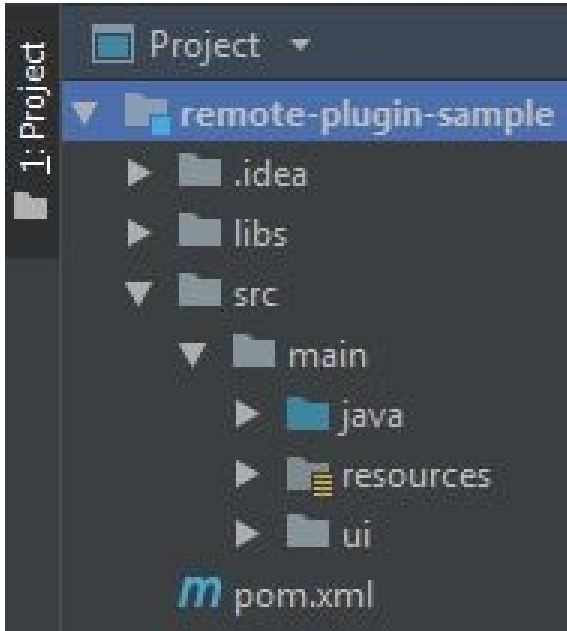 1: Project
Project
remote-plugin-sample
.idea
libs
src
main
java
resources
ui
m pom.xml